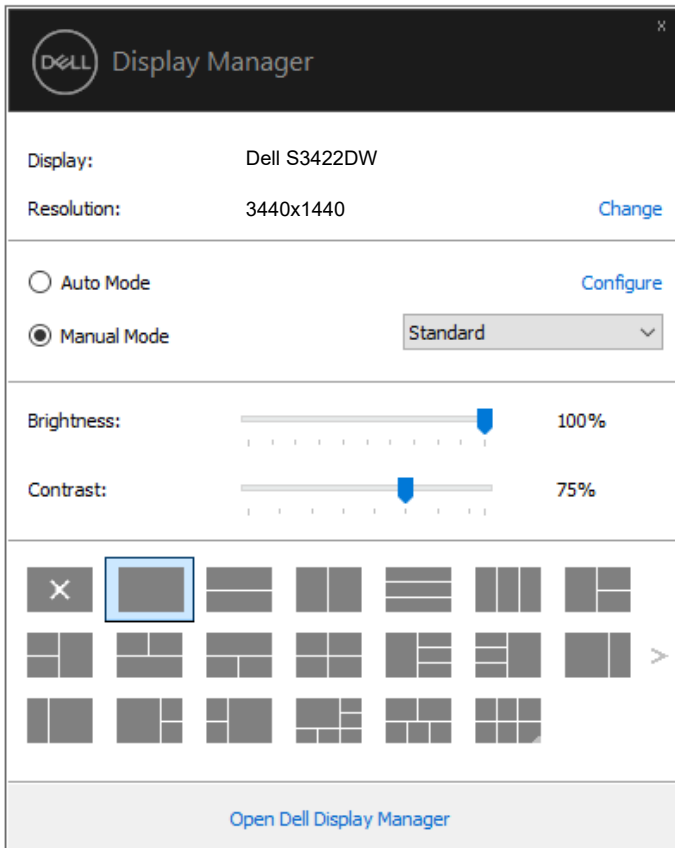 x
DELL Display Manager
Display: Dell S3422DW
Resolution: 3440x1440 Change
Auto Mode Configure
Manual Mode Standard
Brightness: 100%
Contrast: 75%
Open Dell Display Manager